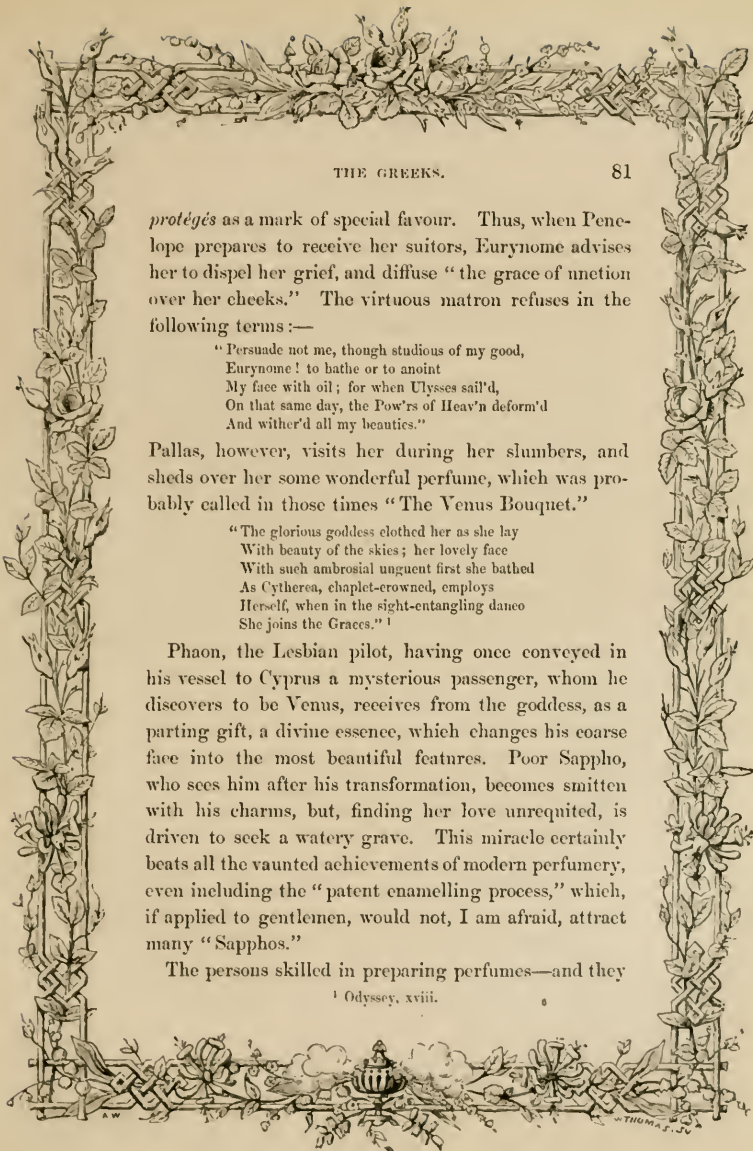 THE GREEKS. 81
protégés as a mark of special favour. Thus, when Pene-
lope prepares to receive her suitors, Eurynome advises
her to dispel her grief, and diffuse “ the grace of unction
over her cheeks.” The virtuous matron refuses in the
following terms :—
“ Persuade not me, though studious of my good,
Eurynome ! to bathe or to anoint
My face with oil ; for when Ulysses sail’d,
On that same day, the Pow’rs of Heav’n deform’d
And wither’d all my beauties.”
Pallas, however, visits her during her slumbers, and
sheds over her some wonderful perfume, which was pro-
bably called in those times “ The Venus Bouquet.”
“ The glorious goddess clothed her as she lay
With beauty of the skies ; her lovely face
With such ambrosial unguent first she bathed
As Cytherea, chaplet-crowned, employs
Herself, when in the sight-entangling dance
She joins the Graces.” 1
Phaon, the Lesbian pilot, having once conveyed in
his vessel to Cyprus a mysterious passenger, whom he
discovers to be Venus, receives from the goddess, as a
parting gift, a divine essence, which changes his coarse
face into the most beautiful features. Poor Sappho,
who sees him after his transformation, becomes smitten
with his charms, but, finding her love unrequited, is
driven to seek a watery grave. This miracle certainly
beats all the vaunted achievements of modern perfumery,
even including the “ patent enamelling process,” which,
if applied to gentlemen, would not, I am afraid, attract
many “ Sapphos.”
The persons skilled in preparing perfumes—and they
1 Odyssey, xviii. 6
A W THOMAS. SC